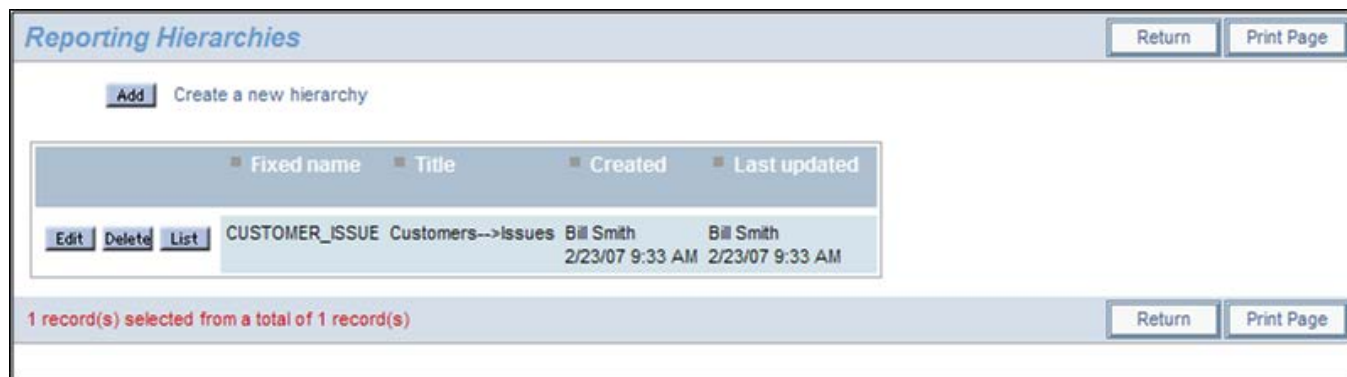 Reporting Hierarchies Return Print Page
Add Create a new hierarchy
Fixed name Title Created Last updated
Edit Delete List CUSTOMER_ISSUE Customers-->Issues Bill Smith Bill Smith
2/23/07 9:33 AM 2/23/07 9:33 AM
1 record(s) selected from a total of 1 record(s) Return Print Page